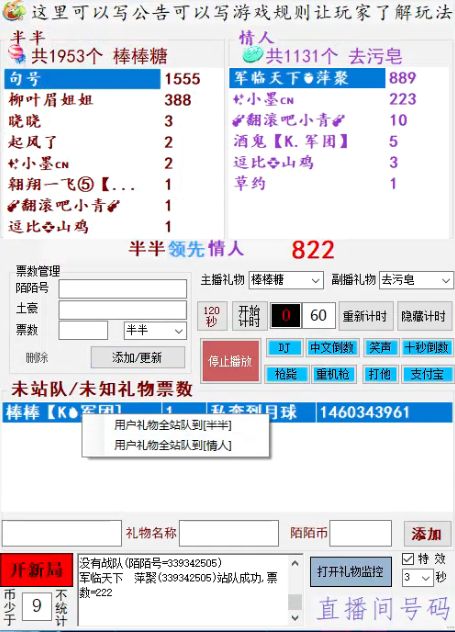 这里可以写公告可以写游戏规则让玩家了解玩法
半半
共1953个 棒棒糖
句号 1555
柳叶眉姐姐 388
晓晓 3
起风了 2
小墨CN 2
翱翔一飞⑤【... 1
翻滚吧小青 1
逗比山鸡 1
情人
共1131个 去污皂
军临天下 萍聚 889
小墨CN 223
翻滚吧小青 10
酒鬼【K.军团】 5
逗比山鸡 3
草约 1
半半领先情人 822
票数管理
陌陌号
土豪
票数 半半
删除 添加/更新
主播礼物 棒棒糖 副播礼物 去污皂
120秒 开始计时 0 60 重新计时 隐藏计时
停止播放
DJ 中文倒数 笑声 十秒倒数
枪毙 重机枪 打他 支付宝
未站队/未知礼物票数
棒棒【K 军团】 1 私奔到月球 1460343961
用户礼物全站队到[半半]
用户礼物全站队到[情人]
礼物名称 陌陌币 添加
开新局
币少于 9 不统计
没有战队(陌陌号=339342505)
军临天下 萍聚(339342505)站队成功,票
数=222
打开礼物监控
特 效
3 秒
直播间号码